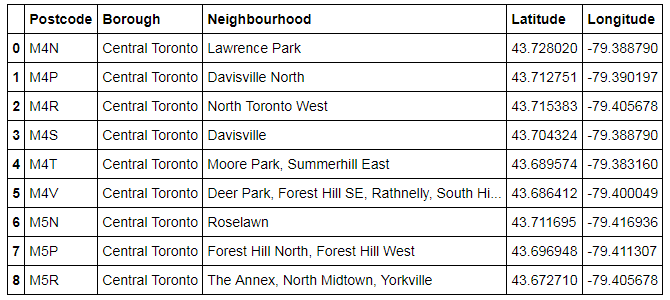 Postcode Borough Neighbourhood Latitude Longitude
0 M4N Central Toronto Lawrence Park 43.728020 -79.388790
1 M4P Central Toronto Davisville North 43.712751 -79.390197
2 M4R Central Toronto North Toronto West 43.715383 -79.405678
3 M4S Central Toronto Davisville 43.704324 -79.388790
4 M4T Central Toronto Moore Park, Summerhill East 43.689574 -79.383160
5 M4V Central Toronto Deer Park, Forest Hill SE, Rathnelly, South Hi... 43.686412 -79.400049
6 M5N Central Toronto Roselawn 43.711695 -79.416936
7 M5P Central Toronto Forest Hill North, Forest Hill West 43.696948 -79.411307
8 M5R Central Toronto The Annex, North Midtown, Yorkville 43.672710 -79.405678